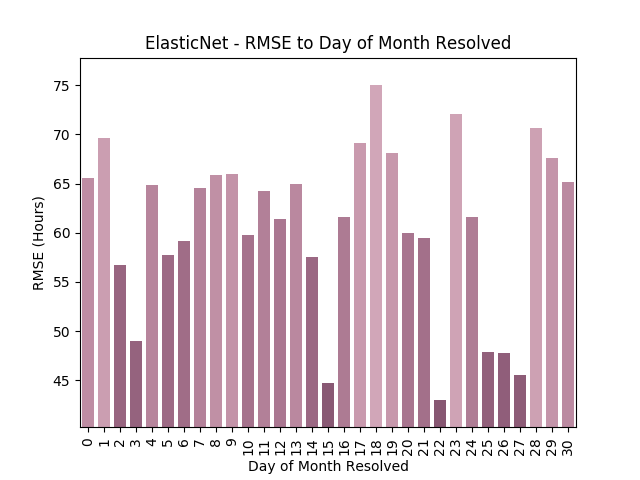 ElasticNet - RMSE to Day of Month Resolved
75
70
65
60
55
50
45
RMSE (Hours)
0 1 2 3 4 5 6 7 8 9 10 11 12 13 14 15 16 17 18 19 20 21 22 23 24 25 26 27 28 29 30
Day of Month Resolved